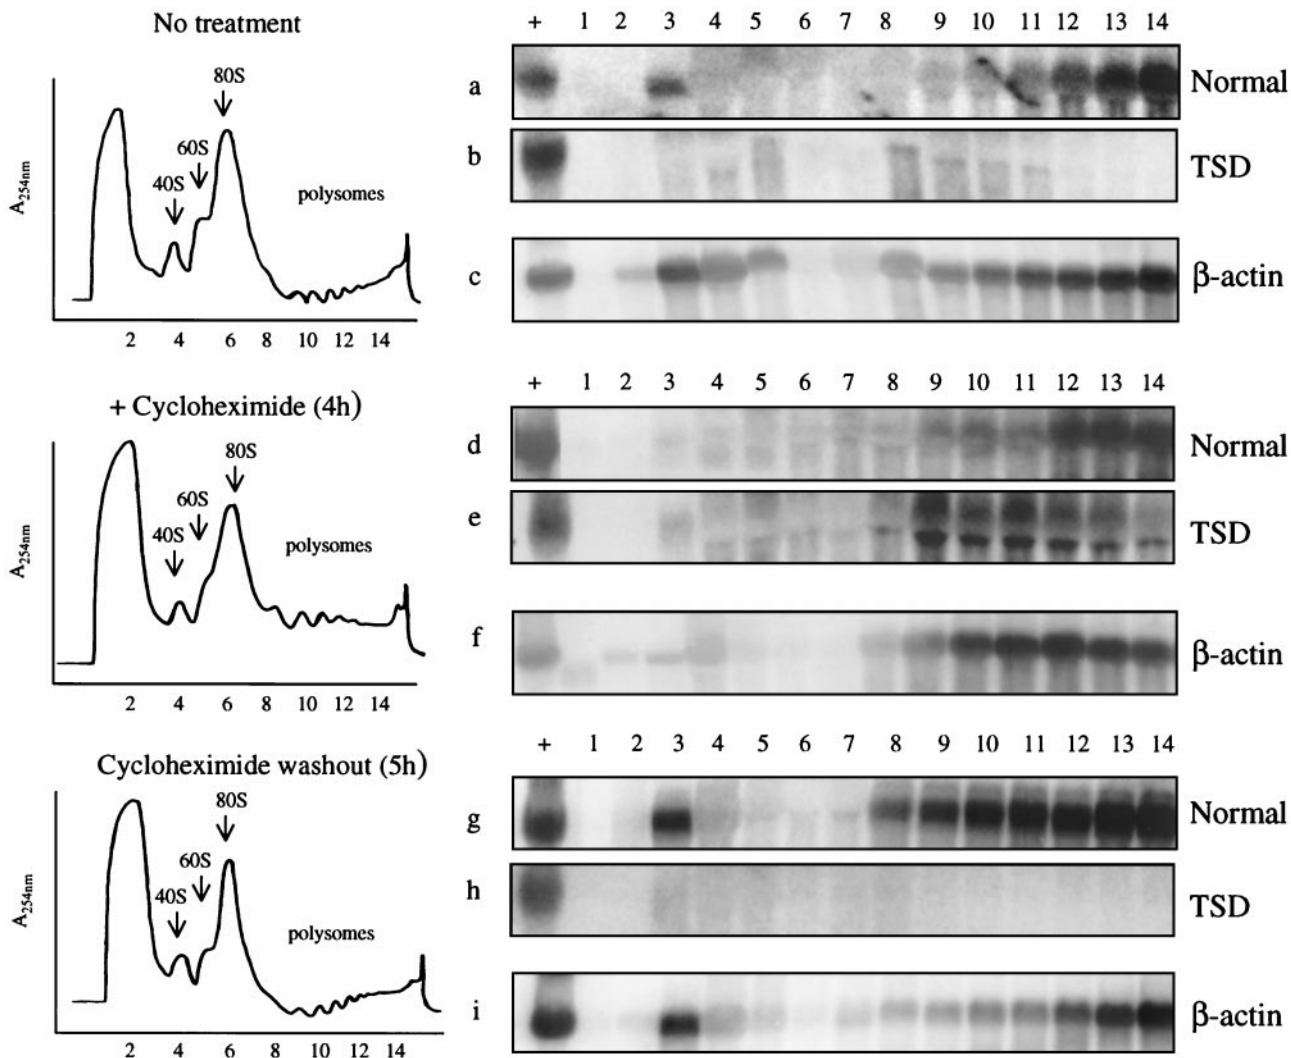 No treatment
80S
60S
40S
polysomes
A254nm
2 4 6 8 10 12 14
+ 1 2 3 4 5 6 7 8 9 10 11 12 13 14
a Normal
b TSD
c β-actin
+ Cycloheximide (4h)
80S
60S
40S
polysomes
A254nm
2 4 6 8 10 12 14
+ 1 2 3 4 5 6 7 8 9 10 11 12 13 14
d Normal
e TSD
f β-actin
Cycloheximide washout (5h)
80S
60S
40S
polysomes
A254nm
2 4 6 8 10 12 14
+ 1 2 3 4 5 6 7 8 9 10 11 12 13 14
g Normal
h TSD
i β-actin